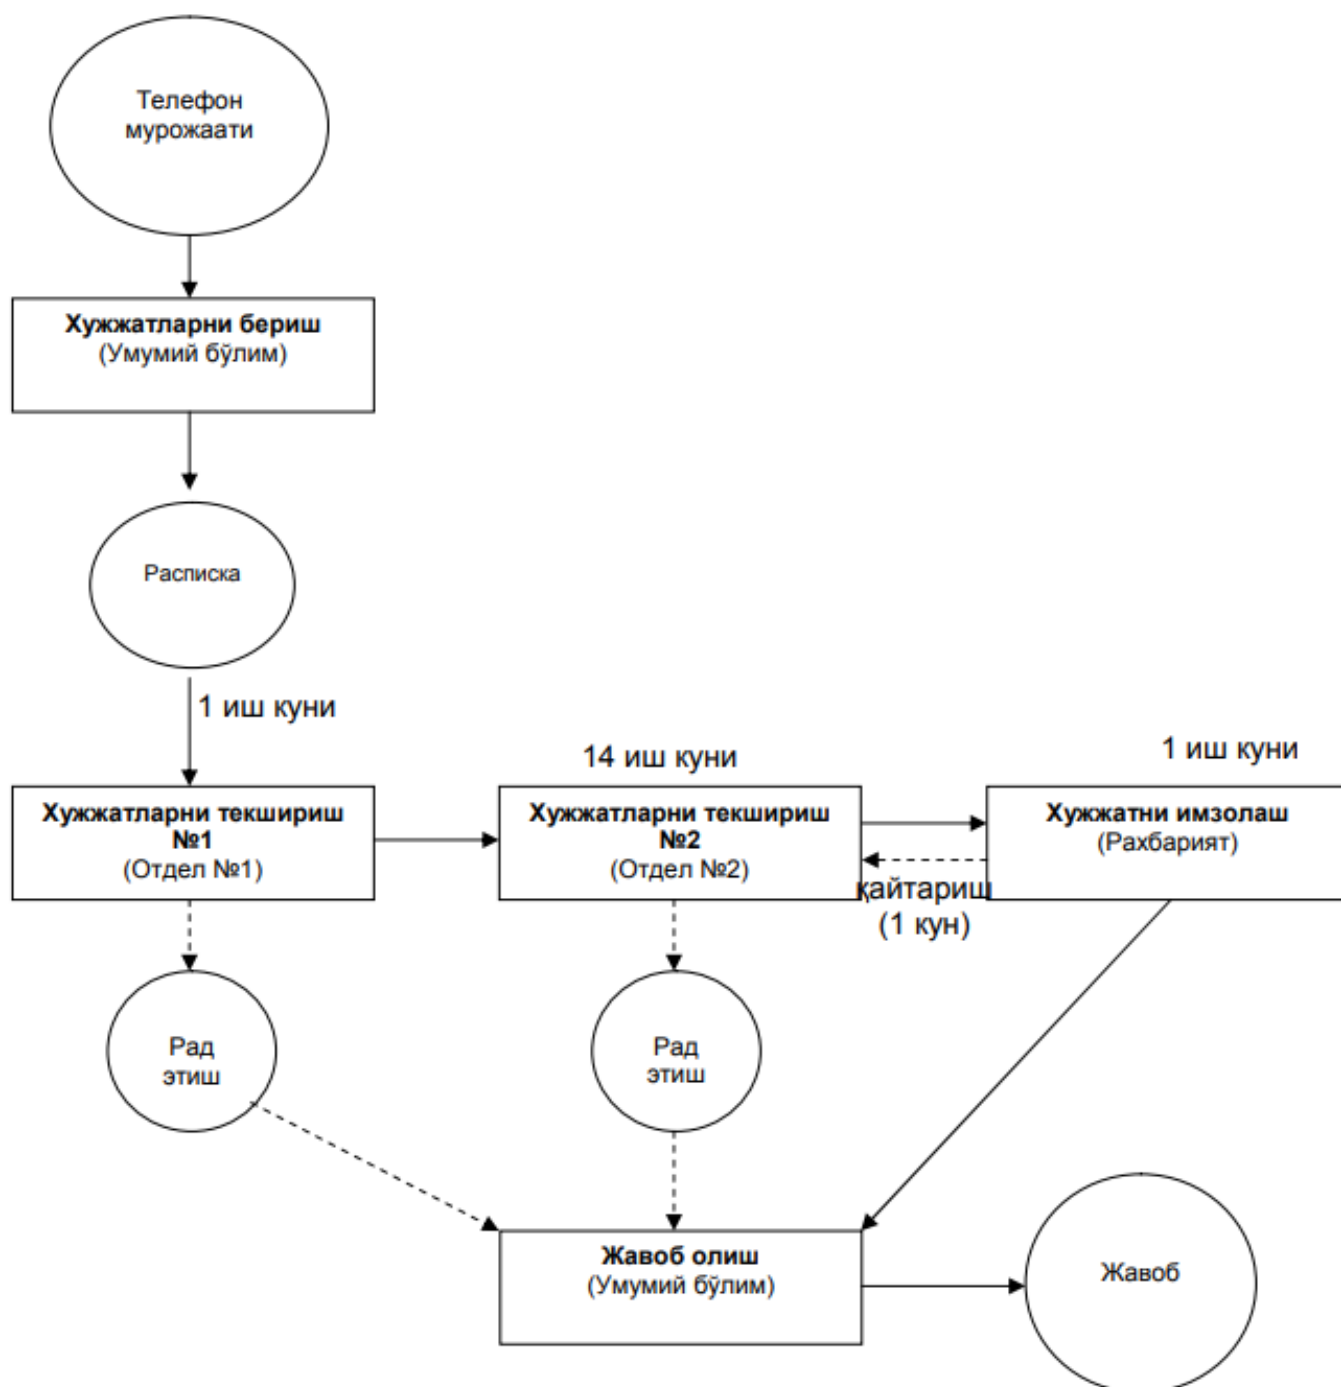 Телефон
мурожаати
Хужжатларни бериш
(Умумий бўлим)
Расписка
1 иш куни
14 иш куни
1 иш куни
Хужжатларни текшириш
№1
(Отдел №1)
Хужжатларни текшириш
№2
(Отдел №2)
Хужжатни имзолаш
(Рахбарият)
қайтариш
(1 кун)
Рад
этиш
Рад
этиш
Жавоб олиш
(Умумий бўлим)
Жавоб